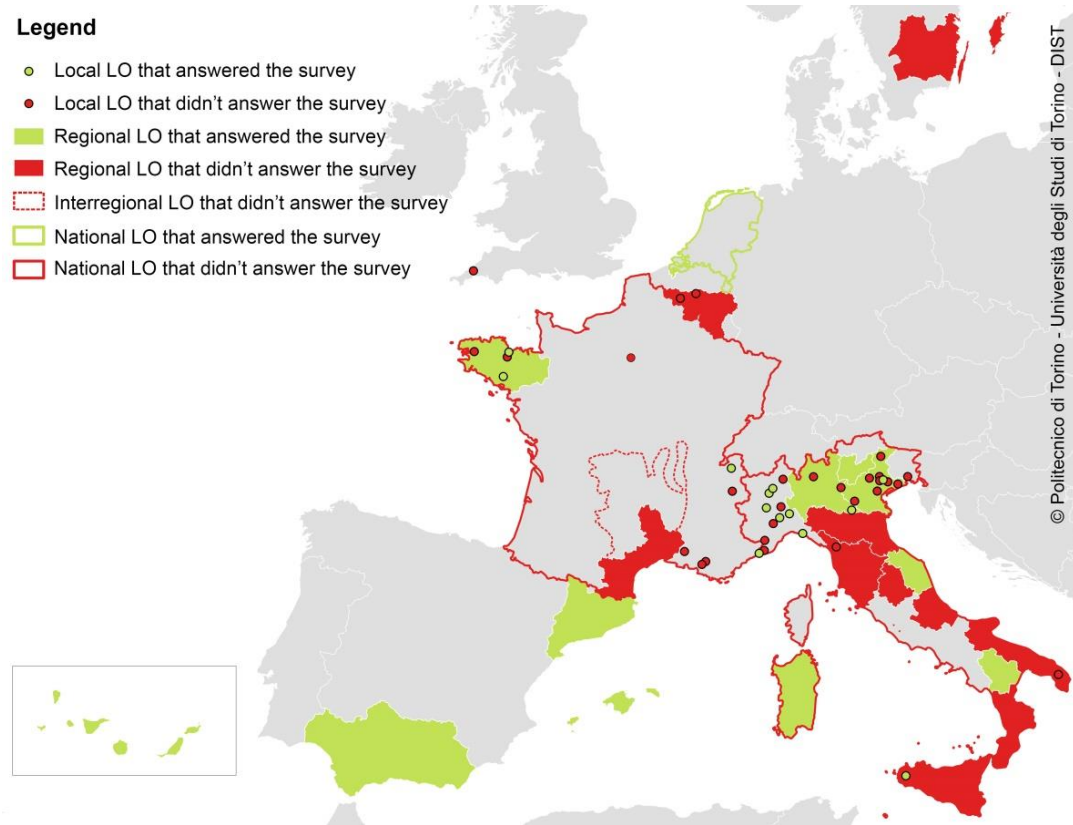 Legend
Local LO that answered the survey
Local LO that didn't answer the survey
Regional LO that answered the survey
Regional LO that didn't answer the survey
Interregional LO that didn't answer the survey
National LO that answered the survey
National LO that didn't answer the survey
© Politecnico di Torino - Università degli Studi di Torino - DIST